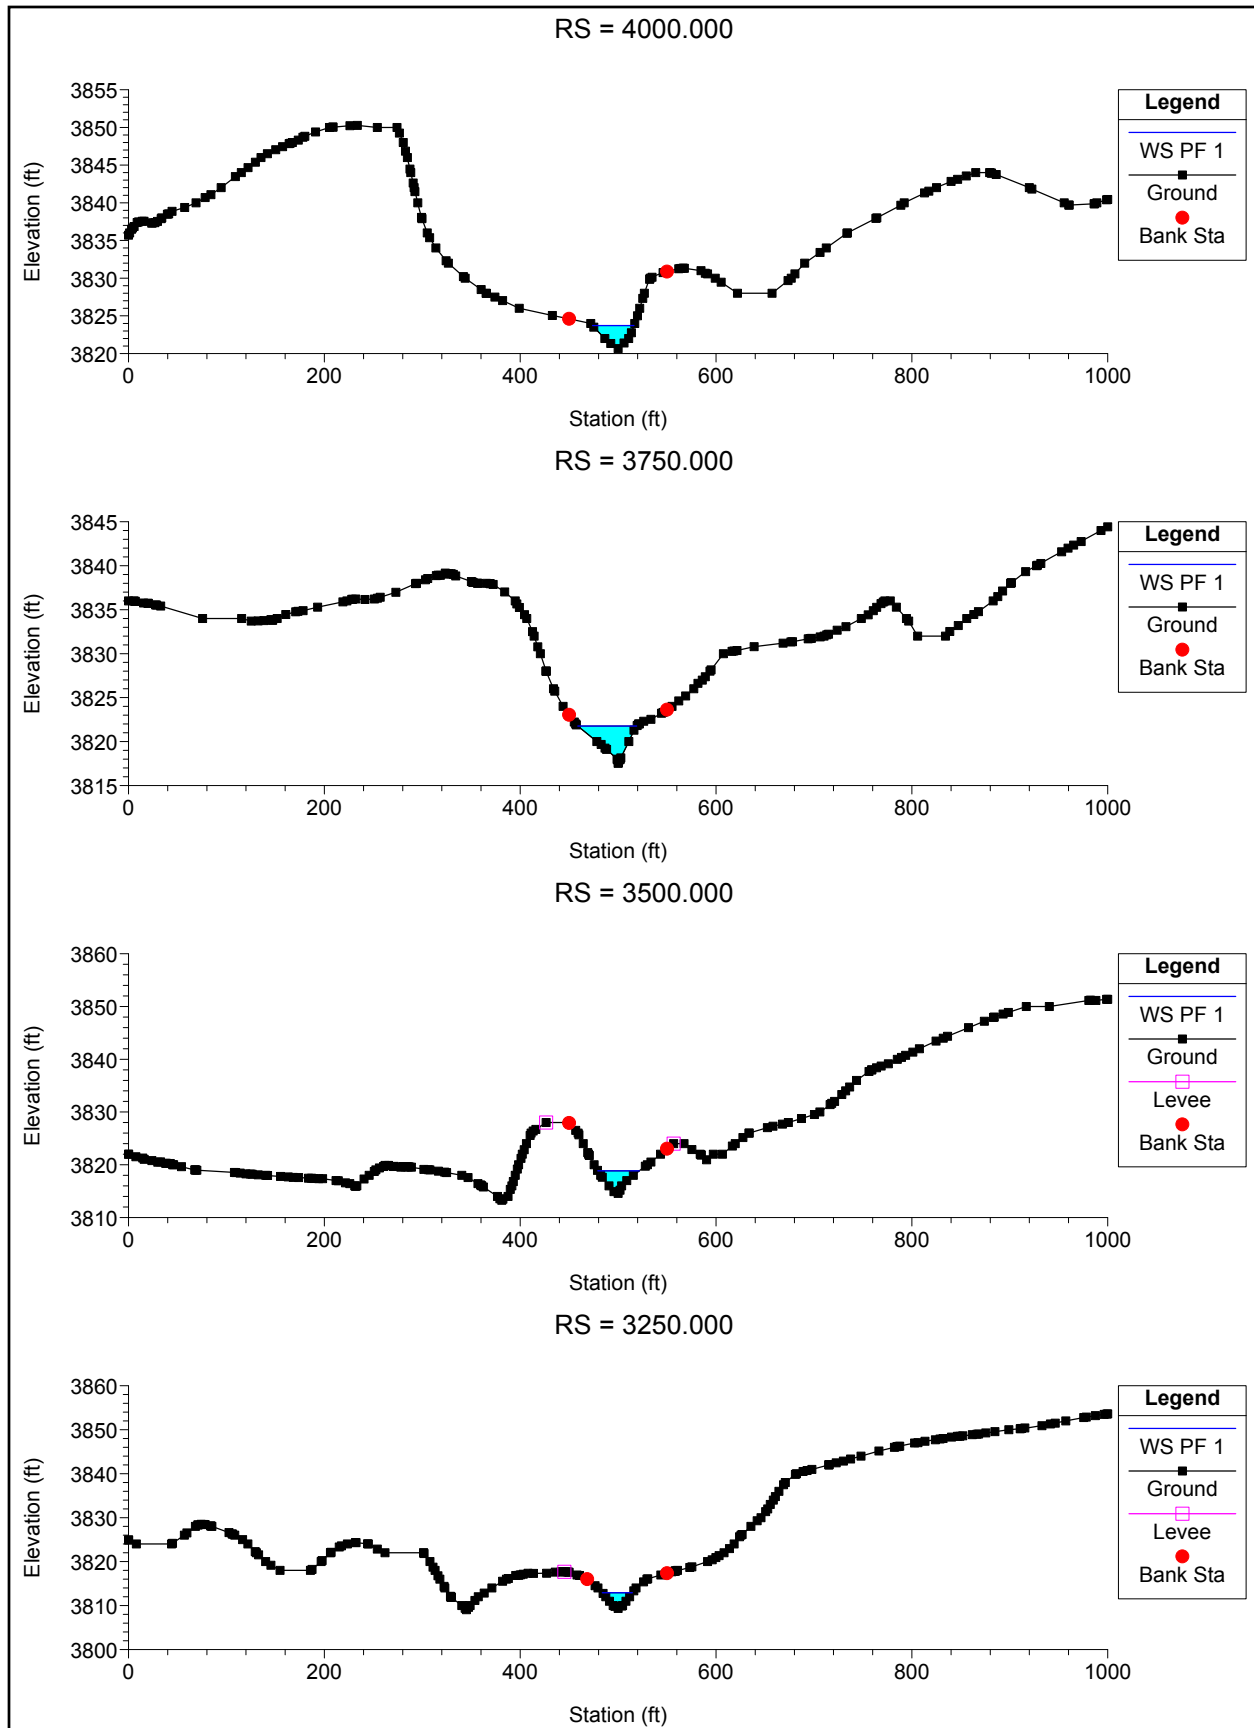 RS = 4000.000
3855
3850
3845
3840
3835
3830
3825
3820
Elevation (ft)
0 200 400 600 800 1000
Station (ft)
Legend
WS PF 1
Ground
Bank Sta
RS = 3750.000
3845
3840
3835
3830
3825
3820
3815
Elevation (ft)
0 200 400 600 800 1000
Station (ft)
Legend
WS PF 1
Ground
Bank Sta
RS = 3500.000
3860
3850
3840
3830
3820
3810
Elevation (ft)
0 200 400 600 800 1000
Station (ft)
Legend
WS PF 1
Ground
Levee
Bank Sta
RS = 3250.000
3860
3850
3840
3830
3820
3810
3800
Elevation (ft)
0 200 400 600 800 1000
Station (ft)
Legend
WS PF 1
Ground
Levee
Bank Sta